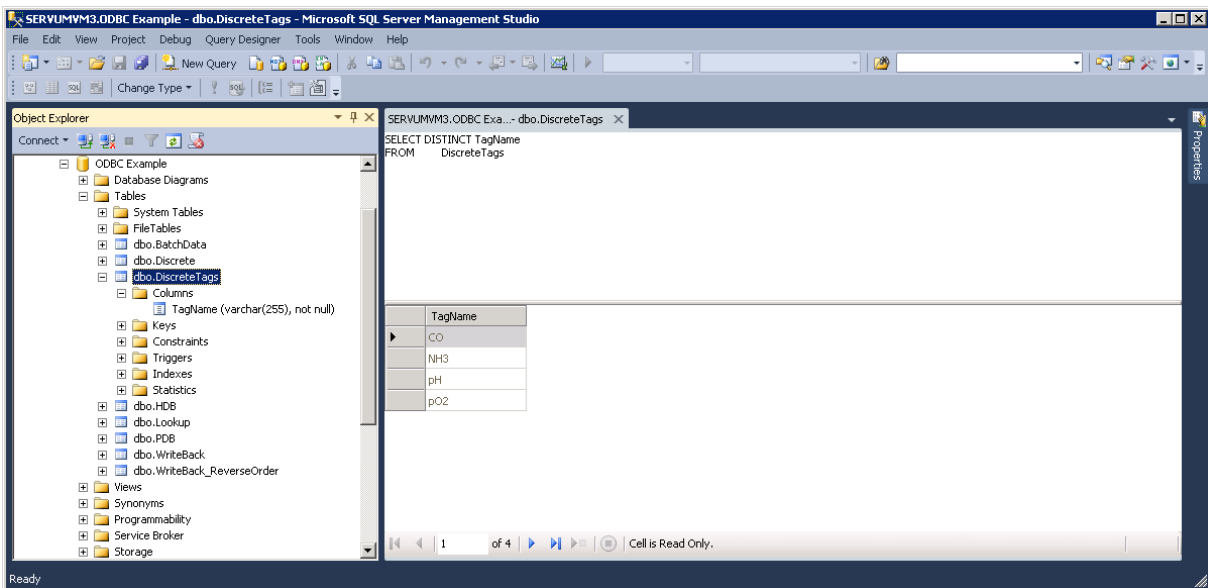 SERVUMVM3.ODBC Example - dbo.DiscreteTags - Microsoft SQL Server Management Studio
File Edit View Project Debug Query Designer Tools Window Help
New Query
Change Type
Object Explorer
Connect
ODBC Example
Database Diagrams
Tables
System Tables
FileTables
dbo.BatchData
dbo.Discrete
dbo.DiscreteTags
Columns
TagName (varchar(255), not null)
Keys
Constraints
Triggers
Indexes
Statistics
dbo.HDB
dbo.Lookup
dbo.PDB
dbo.WriteBack
dbo.WriteBack_ReverseOrder
Views
Synonyms
Programmability
Service Broker
Storage
SERVUMVM3.ODBC Exa...- dbo.DiscreteTags
SELECT DISTINCT TagName
FROM DiscreteTags
TagName
CO
NH3
pH
pO2
1 of 4 Cell is Read Only.
Properties
Ready